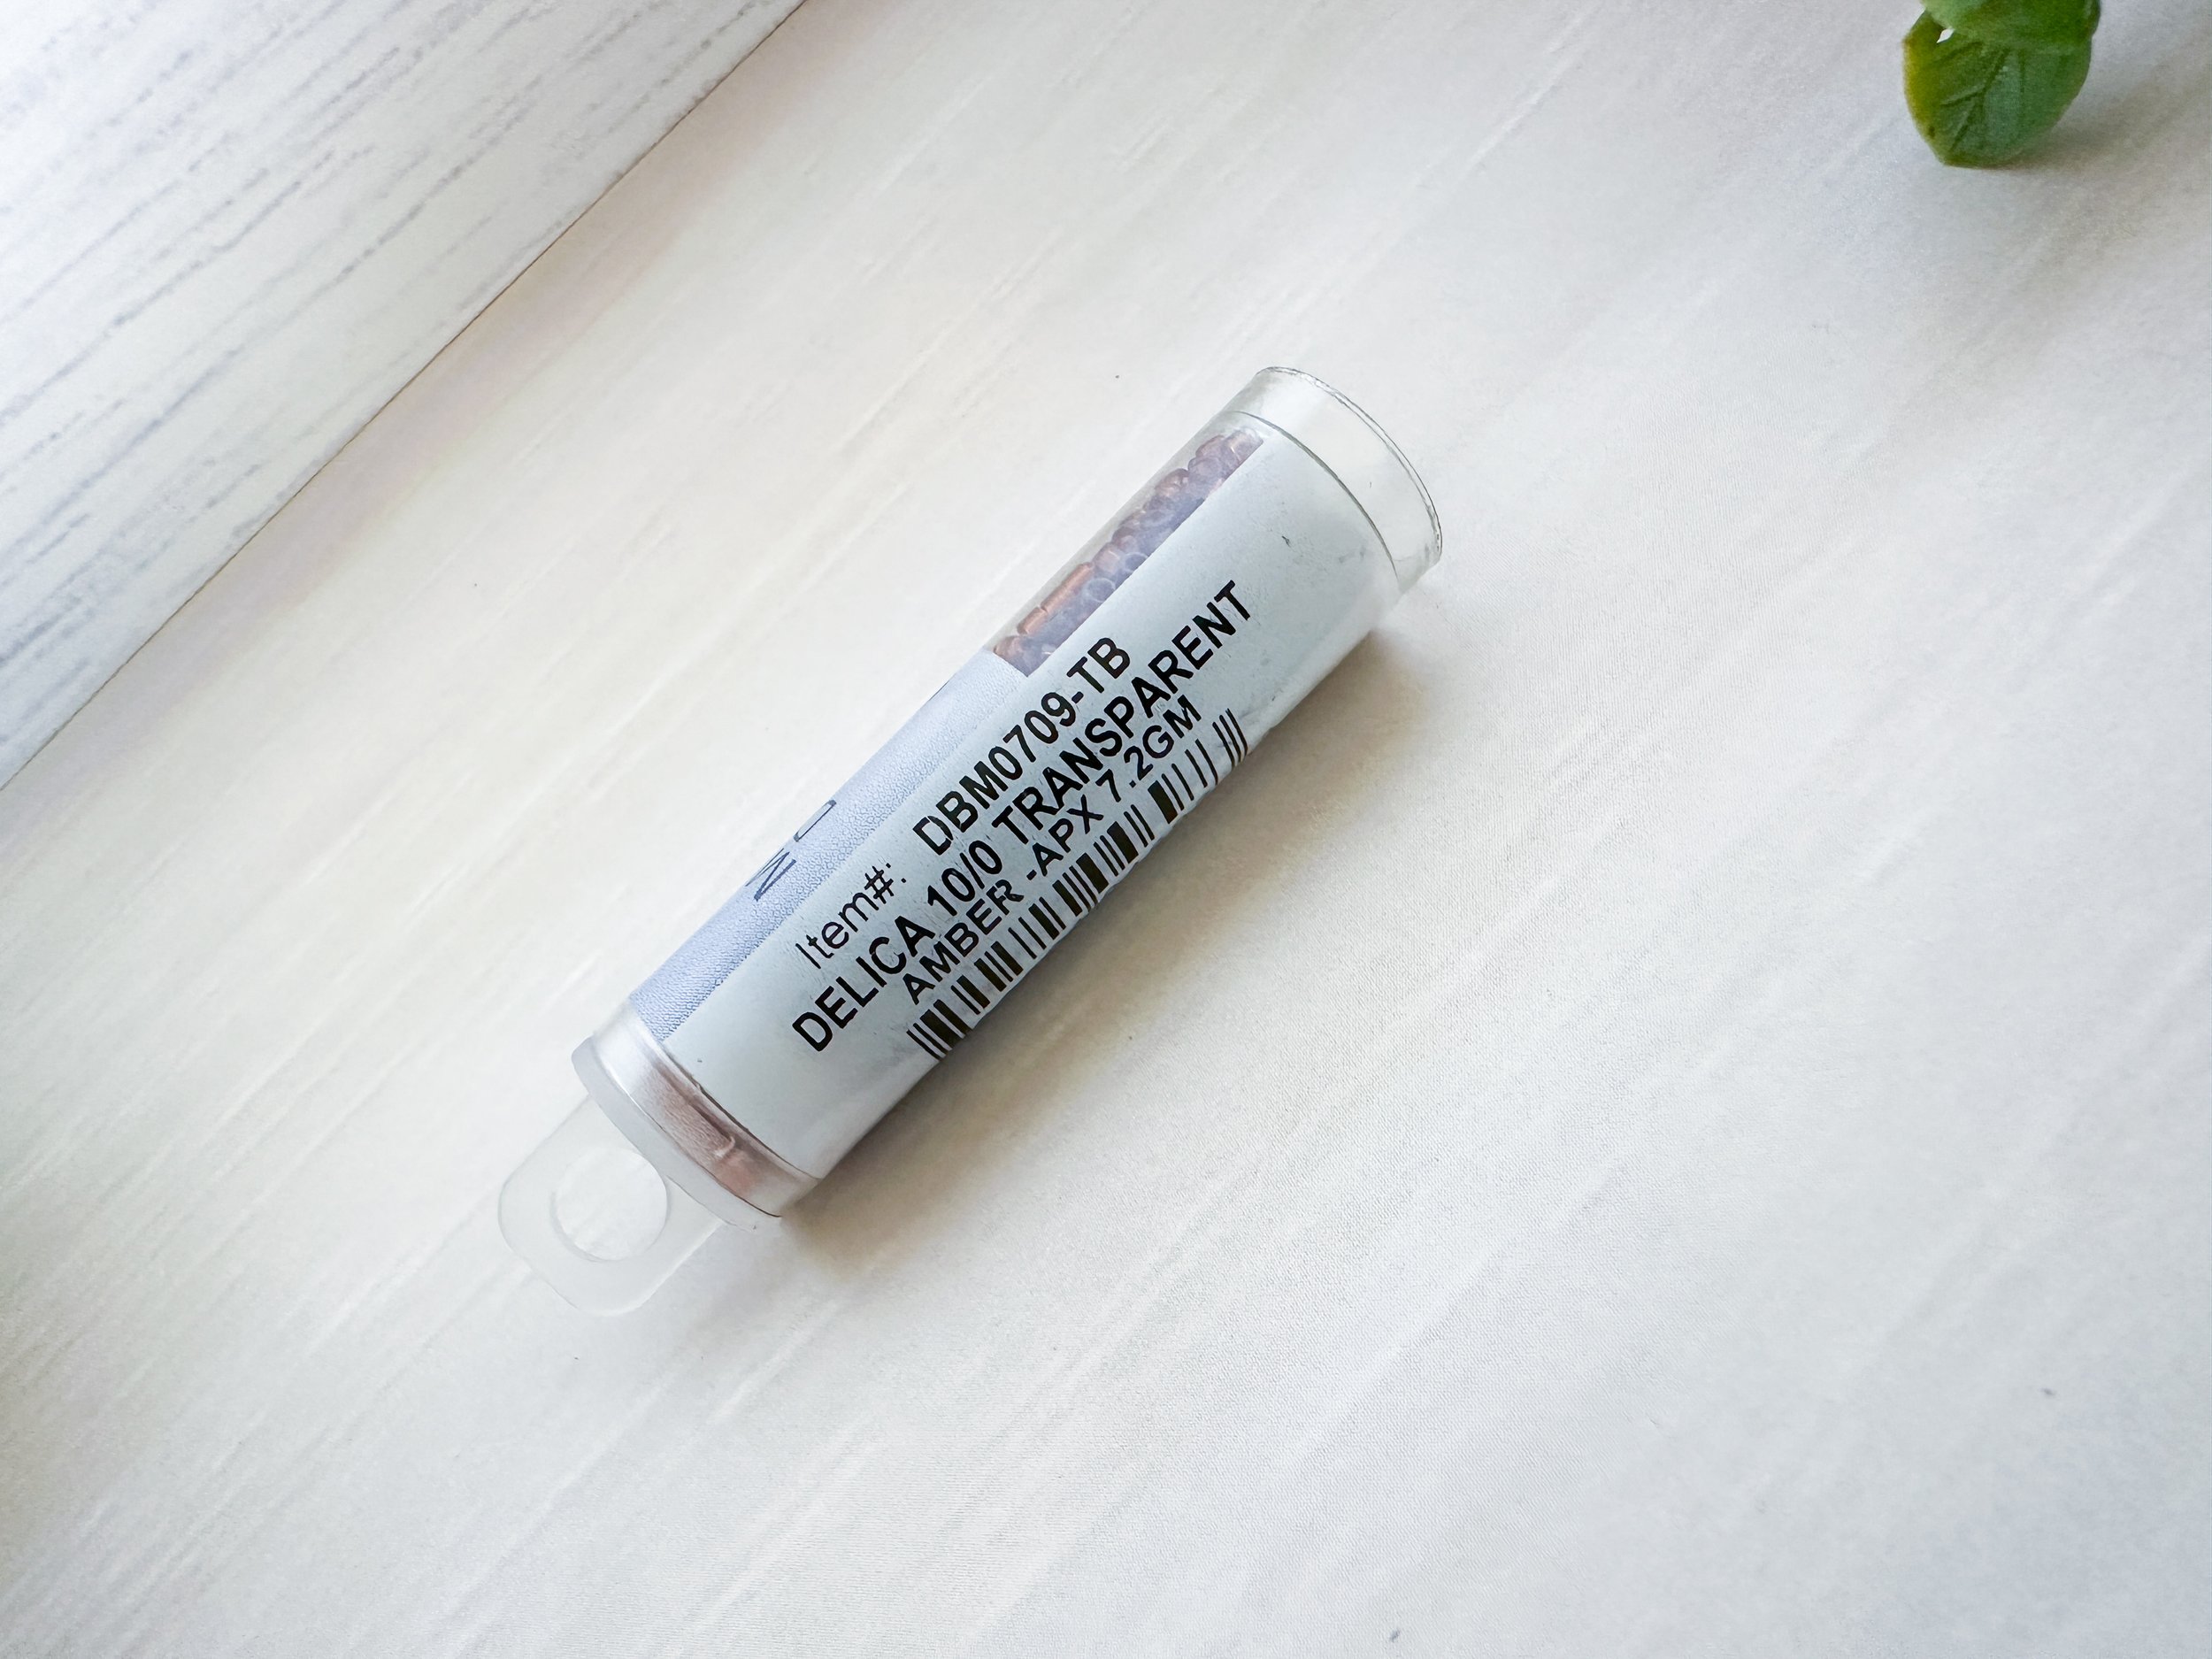 Item#: DBM0709-TB
DELICA 10/0 TRANSPARENT
AMBER -APX 7.2GM